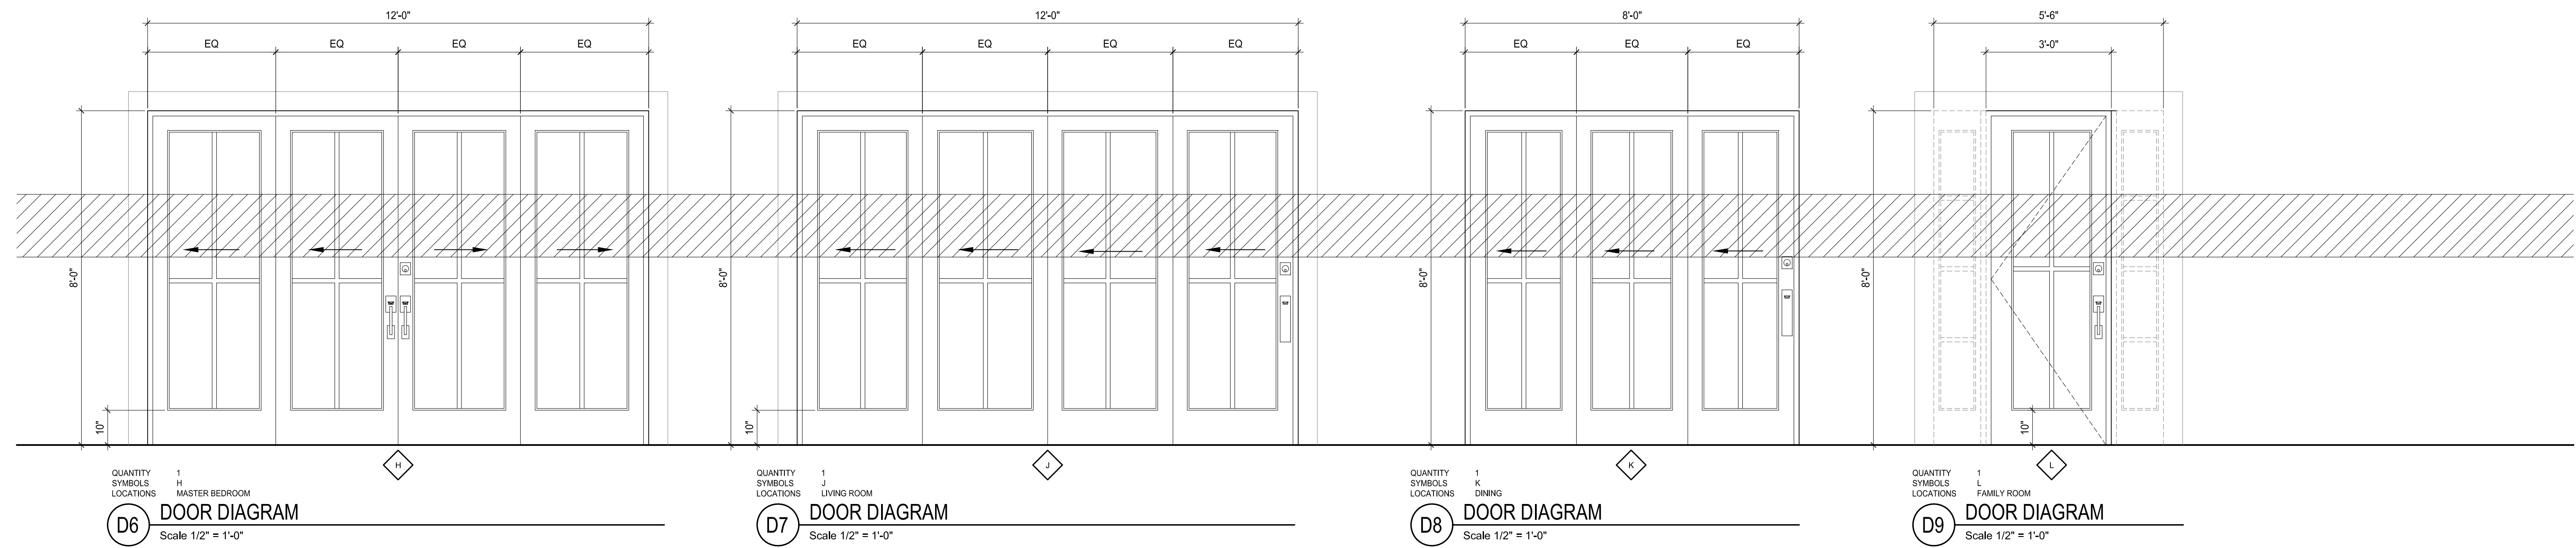 12'-0"
EQ EQ EQ EQ
8'-0"
10"
H
QUANTITY 1
SYMBOLS H
LOCATIONS MASTER BEDROOM
D6 DOOR DIAGRAM
Scale 1/2" = 1'-0"
12'-0"
EQ EQ EQ EQ
8'-0"
10"
J
QUANTITY 1
SYMBOLS J
LOCATIONS LIVING ROOM
D7 DOOR DIAGRAM
Scale 1/2" = 1'-0"
8'-0"
EQ EQ EQ
8'-0"
K
QUANTITY 1
SYMBOLS K
LOCATIONS DINING
D8 DOOR DIAGRAM
Scale 1/2" = 1'-0"
5'-6"
3'-0"
8'-0"
10"
L
QUANTITY 1
SYMBOLS L
LOCATIONS FAMILY ROOM
D9 DOOR DIAGRAM
Scale 1/2" = 1'-0"